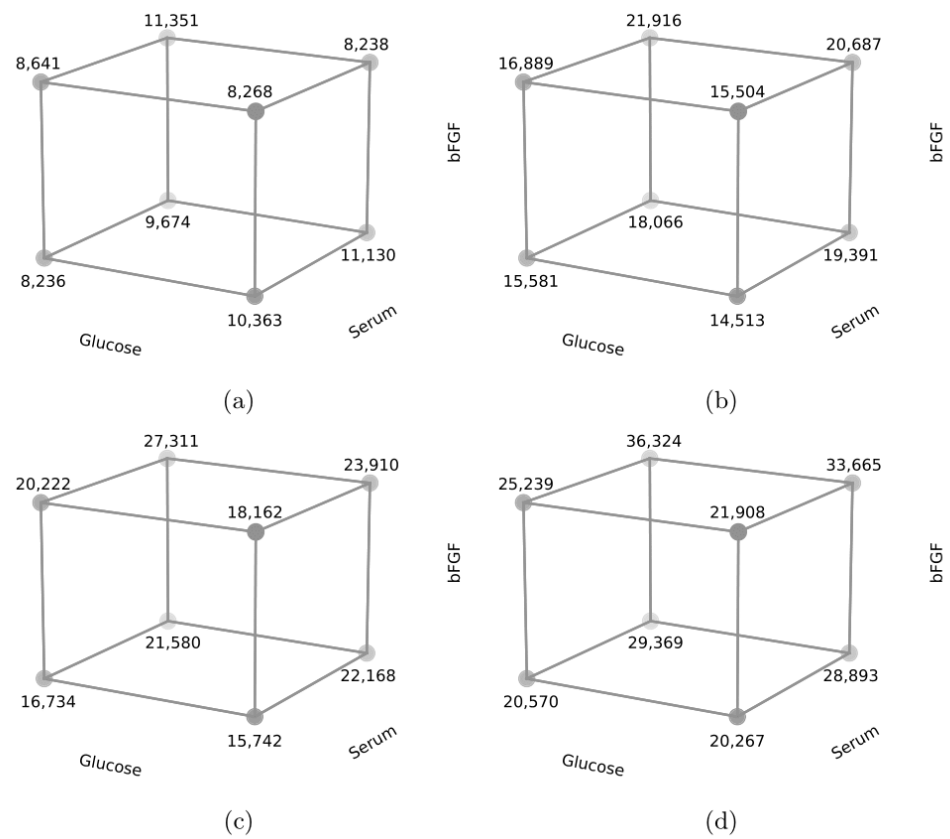 11,351
8,238
8,641
8,268
bFGF
9,674
11,130
8,236
10,363
Serum
Glucose
(a)
21,916
20,687
16,889
15,504
bFGF
18,066
19,391
15,581
14,513
Serum
Glucose
(b)
27,311
23,910
20,222
18,162
bFGF
21,580
22,168
16,734
15,742
Serum
Glucose
(c)
36,324
33,665
25,239
21,908
bFGF
29,369
28,893
20,570
20,267
Serum
Glucose
(d)